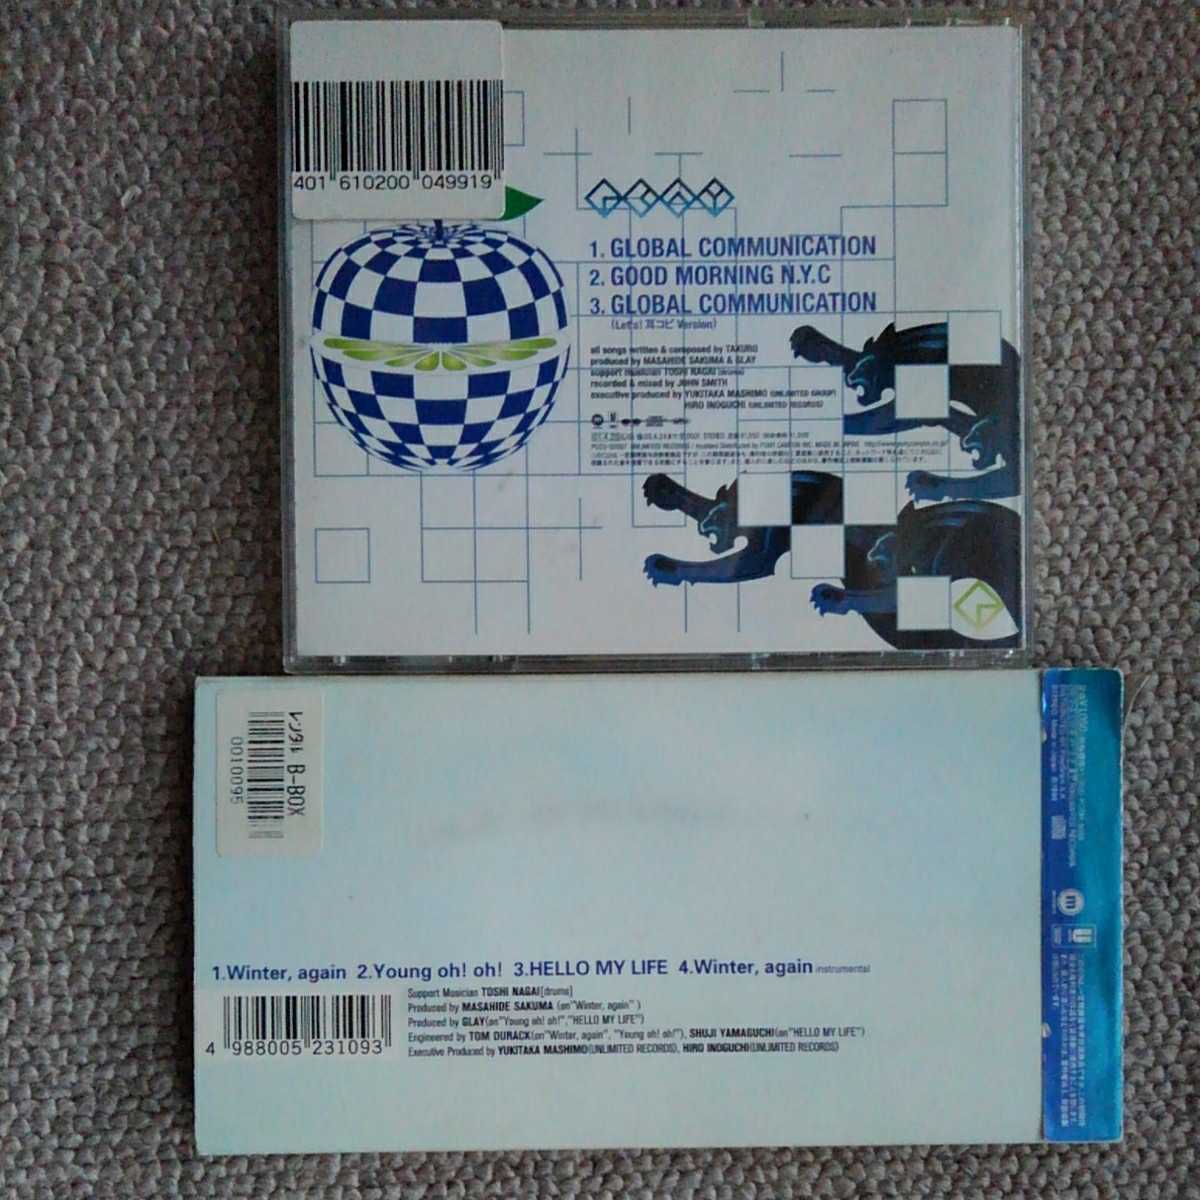 401 610200 049919
GLAY
1. GLOBAL COMMUNICATION
2. GOOD MORNING N.Y.C
3. GLOBAL COMMUNICATION
(Let's! 耳コピ Version)
all songs written & composed by TAKURO
produced by MASAHIDE SAKUMA & GLAY
support musician TOSHI NAGAI (drums)
recorded & mixed by JOHN SMITH
executive produced by YUKITAKA MASHIMO (UNLIMITED GROUP)
HIRO INOGUCHI (UNLIMITED RECORDS)
レンタル B-BOX
0010095
1.Winter, again 2.Young oh! oh! 3.HELLO MY LIFE 4.Winter, again instrumental
Support Musician TOSHI NAGAI[drums]
Produced by MASAHIDE SAKUMA (on"Winter, again" )
Produced by GLAY(on"Young oh! oh!","HELLO MY LIFE")
Engineered by TOM DURACK(on"Winter, again", "Young oh! oh!"), SHUJI YAMAGUCHI(on"HELLO MY LIFE")
Executive Produced by YUKITAKA MASHIMO(UNLIMITED RECORDS), HIRO INOGUCHI(UNLIMITED RECORDS)
4 988005 231093